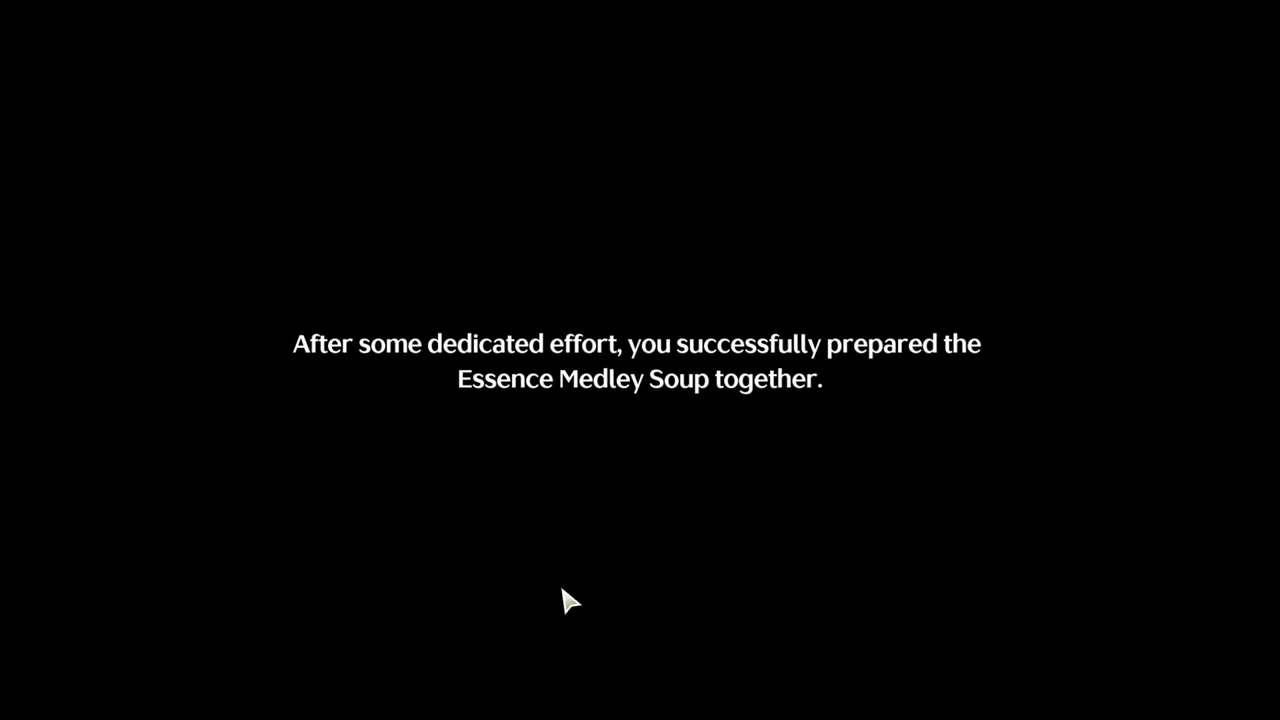 After some dedicated effort, you successfully prepared the
Essence Medley Soup together.